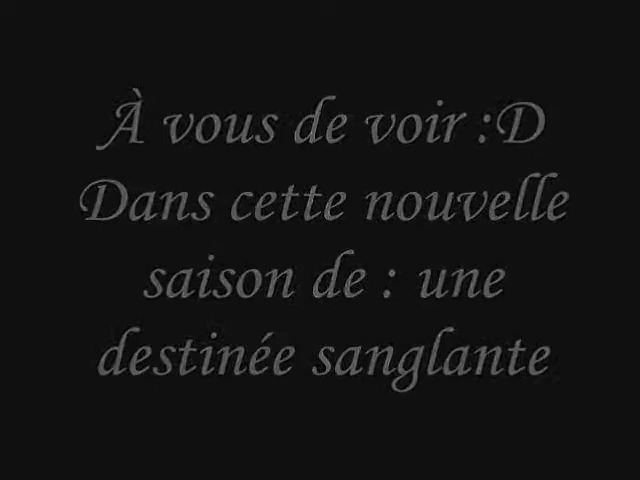 À vous de voir :D
Dans cette nouvelle
saison de : une
destinée sanglante